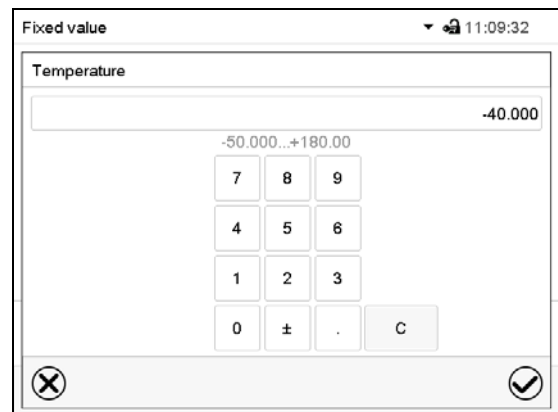 Fixed value 11:09:32
Temperature
-40.000
-50.000...+180.00
7 8 9
4 5 6
1 2 3
0 ± . C